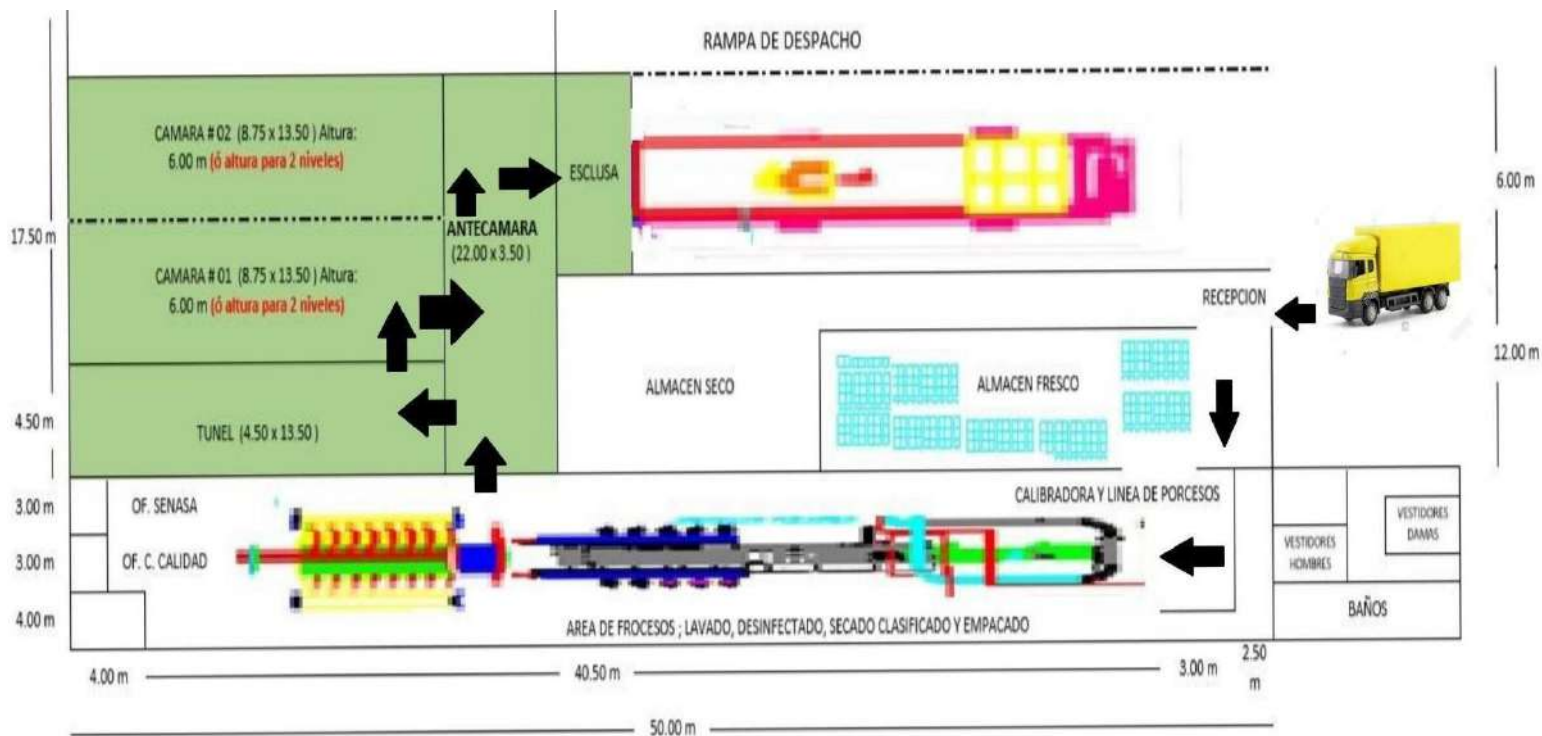 RAMPA DE DESPACHO
CAMARA # 02 (8.75 x 13.50 ) Altura:
6.00 m (ó altura para 2 niveles)
ESCLUSA
6.00 m
17.50 m
ANTECAMARA
(22.00 x 3.50 )
CAMARA # 01 (8.75 x 13.50 ) Altura:
6.00 m (ó altura para 2 niveles)
RECEPCION
12.00 m
ALMACEN SECO
ALMACEN FRESCO
4.50 m
TUNEL (4.50 x 13.50 )
3.00 m
OF. SENASA
CALIBRADORA Y LINEA DE PORCESOS
VESTIDORES
DAMAS
3.00 m
OF. C. CALIDAD
VESTIDORES
HOMBRES
4.00 m
AREA DE FROCESOS ; LAVADO, DESINFECTADO, SECADO CLASIFICADO Y EMPACADO
BAÑOS
4.00 m
40.50 m
3.00 m
2.50
m
50.00 m